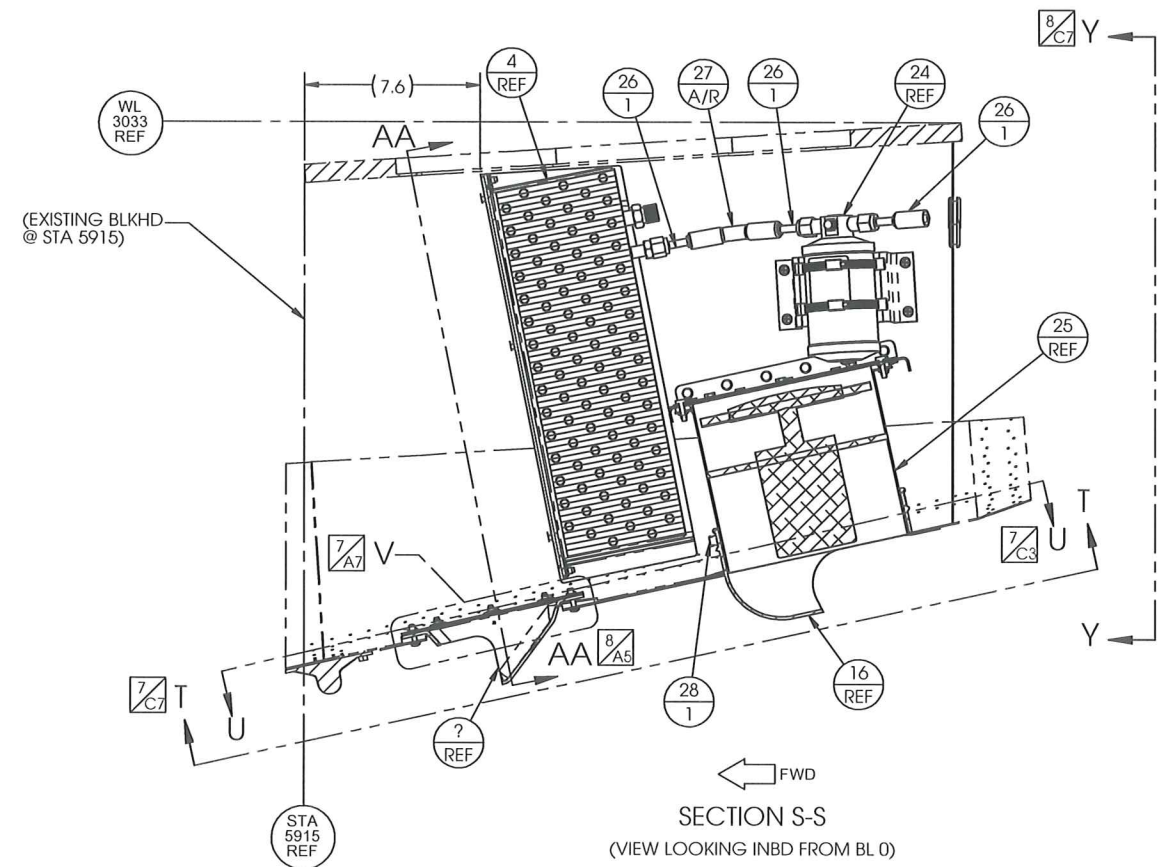 8/C7 Y
(7.6)
4
REF
26
1
27
A/R
26
1
24
REF
26
1
WL
3033
REF
AA
(EXISTING BLKHD
@ STA 5915)
25
REF
7/A7 V
T
U
7/C3
AA 8/A5
Y
7/C7 T
U
?
REF
28
1
16
REF
FWD
STA
5915
REF
SECTION S-S
(VIEW LOOKING INBD FROM BL 0)